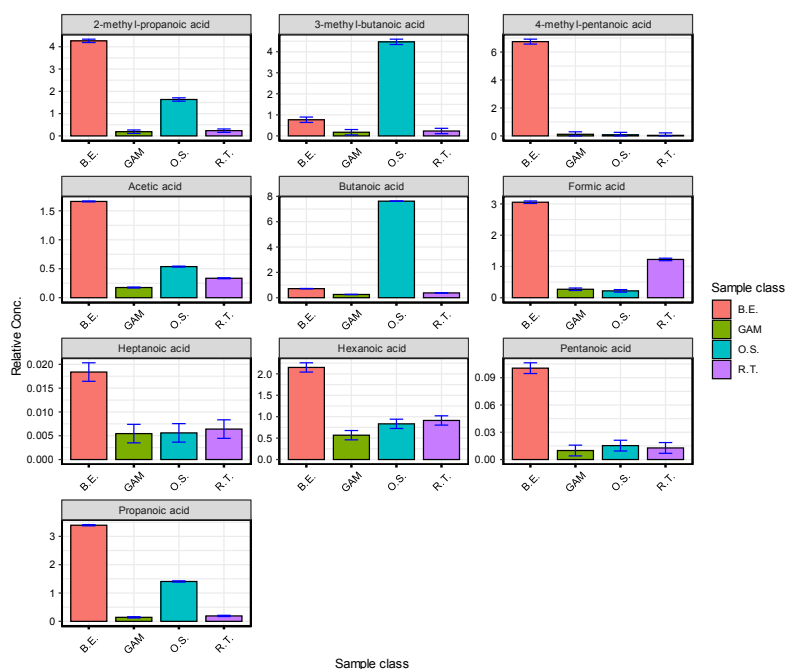 2-methyl-propanoic acid
3-methyl-butanoic acid
4-methyl-pentanoic acid
4
3
2
1
0
B.E.
GAM
O.S.
R.T.
4
3
2
1
0
B.E.
GAM
O.S.
R.T.
6
4
2
0
B.E.
GAM
O.S.
R.T.
Acetic acid
Butanoic acid
Formic acid
1.5
1.0
0.5
0.0
B.E.
GAM
O.S.
R.T.
8
6
4
2
0
B.E.
GAM
O.S.
R.T.
3
2
1
0
B.E.
GAM
O.S.
R.T.
Relative Conc.
Sample class
B.E.
GAM
O.S.
R.T.
Heptanoic acid
Hexanoic acid
Pentanoic acid
0.020
0.015
0.010
0.005
0.000
B.E.
GAM
O.S.
R.T.
2.0
1.5
1.0
0.5
0.0
B.E.
GAM
O.S.
R.T.
0.09
0.06
0.03
0.00
B.E.
GAM
O.S.
R.T.
Propanoic acid
3
2
1
0
B.E.
GAM
O.S.
R.T.
Sample class